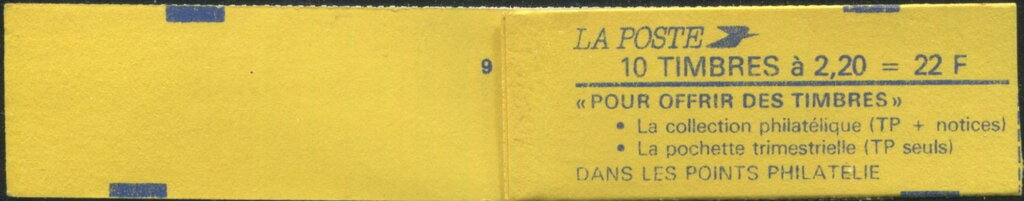 9
LA POSTE
10 TIMBRES à 2,20 = 22 F
« POUR OFFRIR DES TIMBRES »
• La collection philatélique (TP + notices)
• La pochette trimestrielle (TP seuls)
DANS LES POINTS PHILATELIE